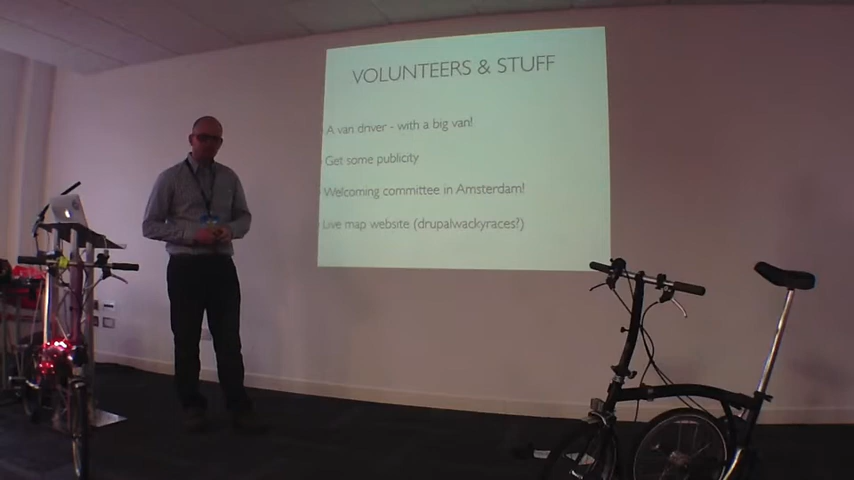 VOLUNTEERS & STUFF
A van driver - with a big van!
Get some publicity
Welcoming committee in Amsterdam!
Live map website (drupalwackyraces?)